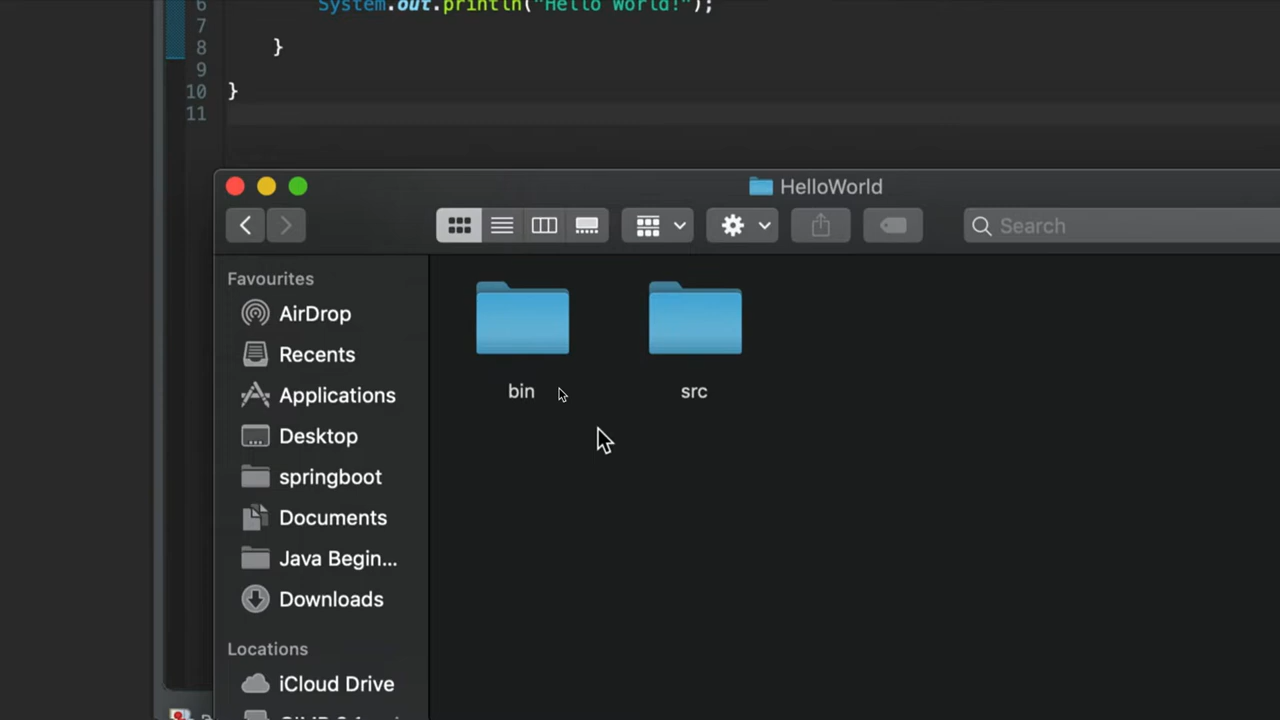 6 System.out.println("Hello World!");
7
8 }
9
10 }
11
HelloWorld
Search
Favourites
AirDrop
Recents
Applications
Desktop
springboot
Documents
Java Begin...
Downloads
Locations
iCloud Drive
bin
src